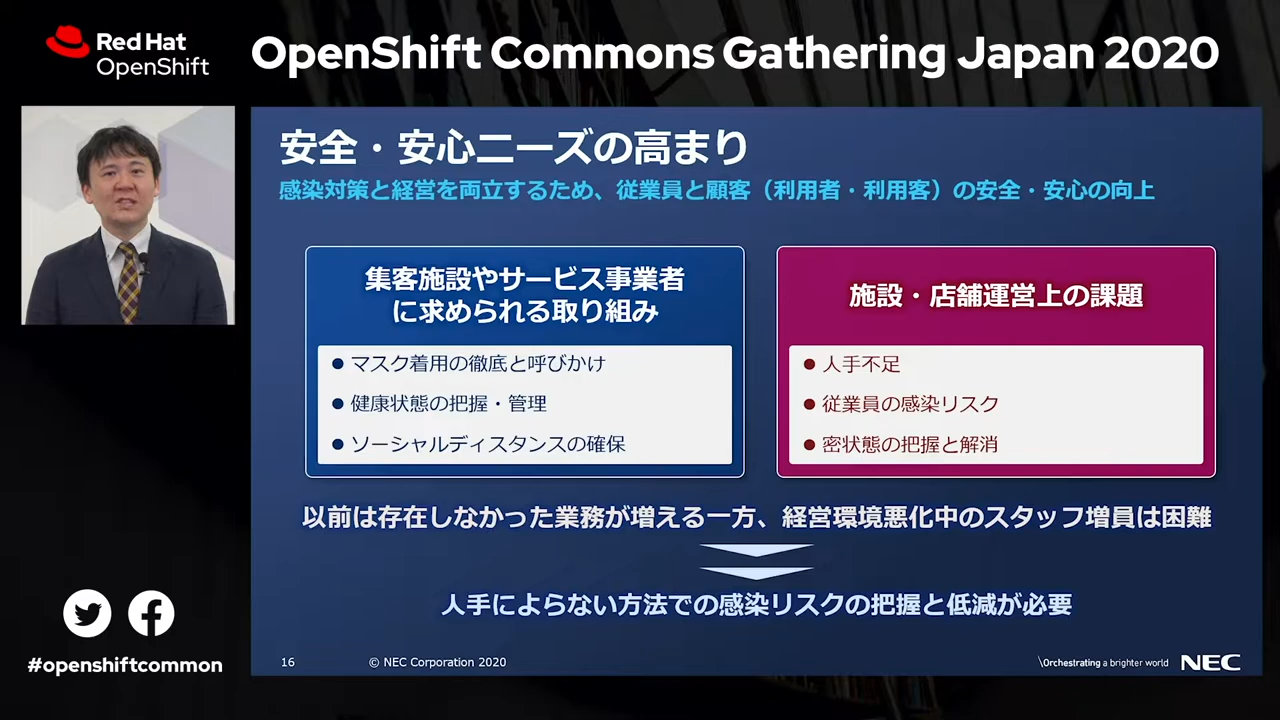 Red Hat
OpenShift
OpenShift Commons Gathering Japan 2020
安全・安心ニーズの高まり
感染対策と経営を両立するため、従業員と顧客（利用者・利用客）の安全・安心の向上
集客施設やサービス事業者
に求められる取り組み
● マスク着用の徹底と呼びかけ
● 健康状態の把握・管理
● ソーシャルディスタンスの確保
施設・店舗運営上の課題
● 人手不足
● 従業員の感染リスク
● 密状態の把握と解消
以前は存在しなかった業務が増える一方、経営環境悪化中のスタッフ増員は困難
人手によらない方法での感染リスクの把握と低減が必要
#openshiftcommon
16
© NEC Corporation 2020
\Orchestrating a brighter world
NEC